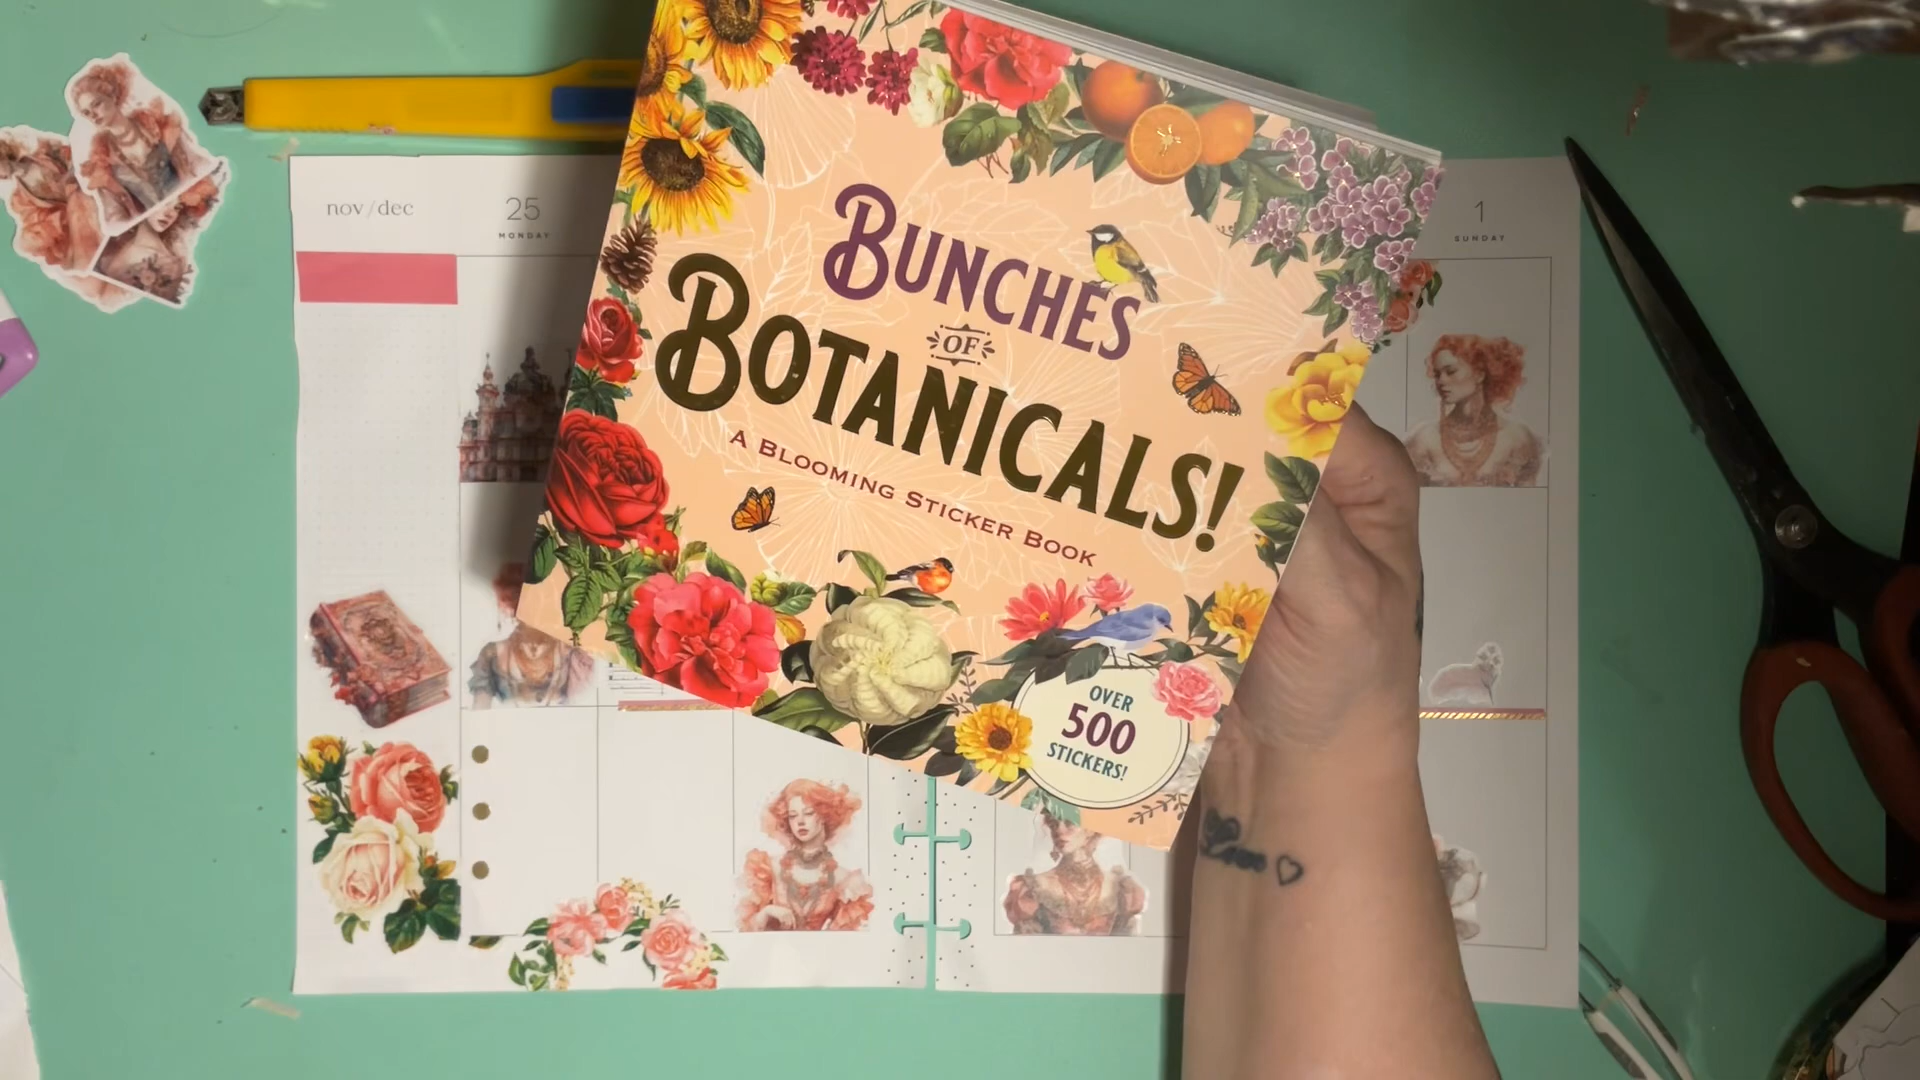 nov/dec
25
MONDAY
BUNCHES
OF
BOTANICALS!
A BLOOMING STICKER BOOK
OVER
500
STICKERS!
1
SUNDAY
Love